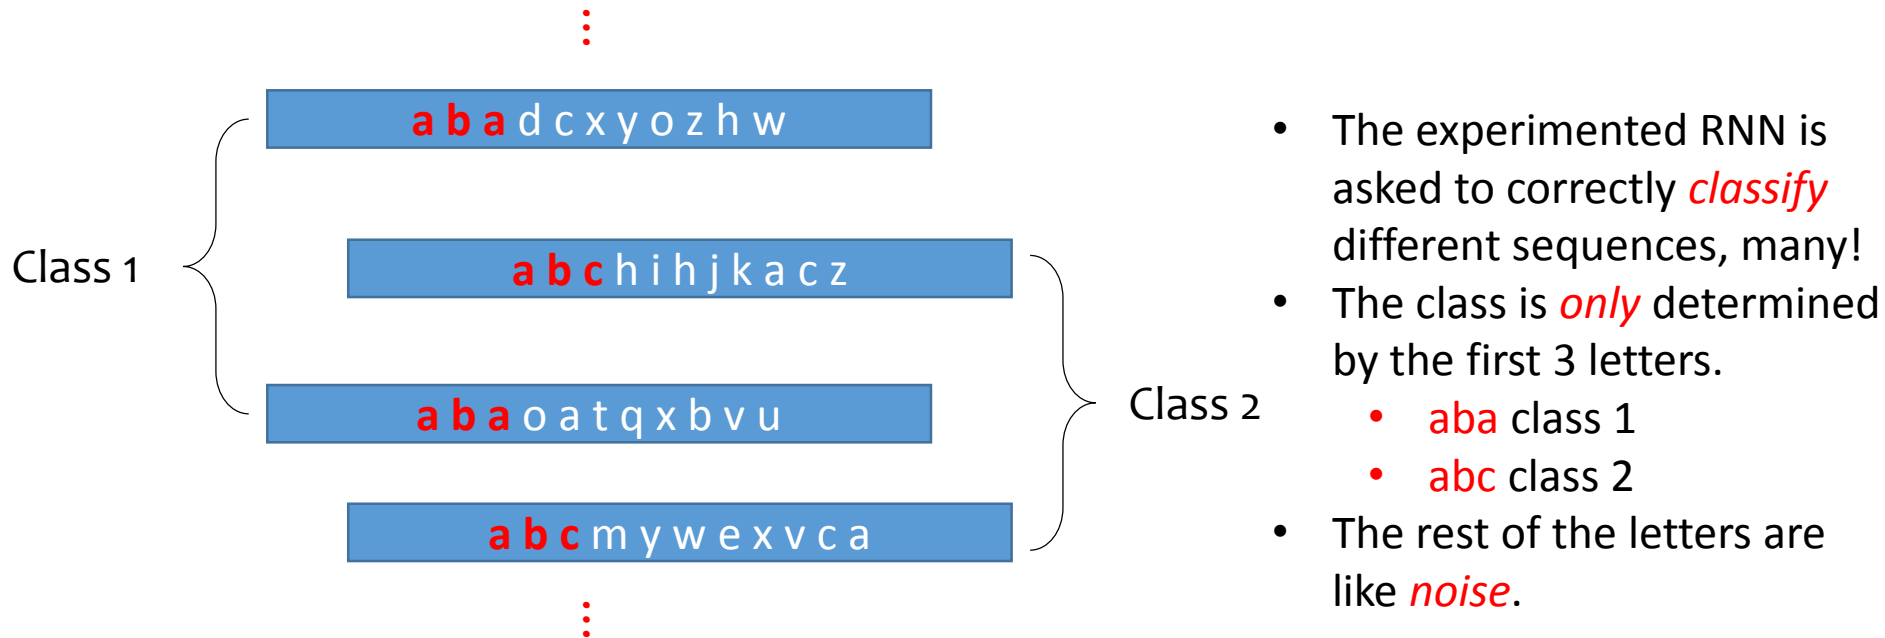 a b a d c x y o z h w
Class 1
a b c h i h j k a c z
a b a o a t q x b v u
Class 2
a b c m y w e x v c a
• The experimented RNN is
asked to correctly classify
different sequences, many!
• The class is only determined
by the first 3 letters.
• aba class 1
• abc class 2
• The rest of the letters are
like noise.